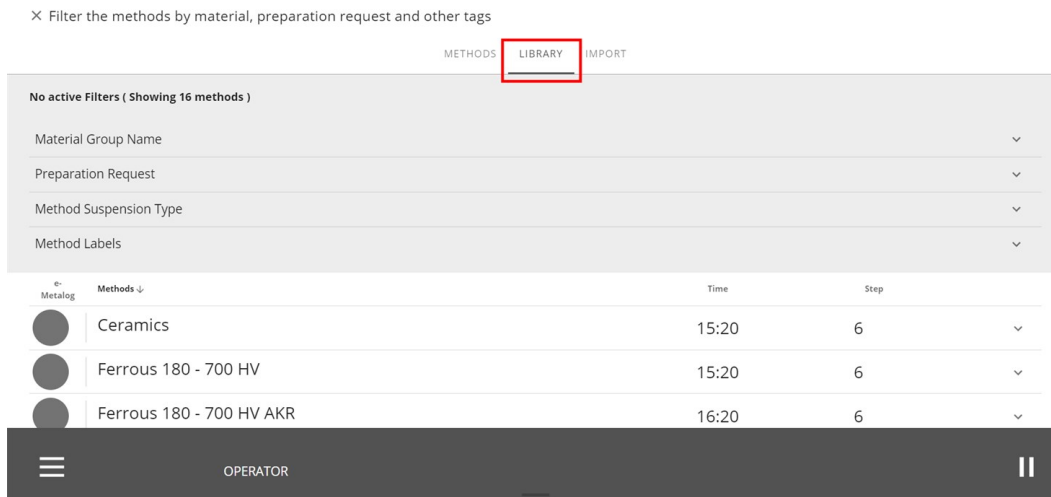 × Filter the methods by material, preparation request and other tags
METHODS LIBRARY IMPORT
No active Filters ( Showing 16 methods )
Material Group Name
Preparation Request
Method Suspension Type
Method Labels
e-
Metalog Methods ↓ Time Step
Ceramics 15:20 6
Ferrous 180 - 700 HV 15:20 6
Ferrous 180 - 700 HV AKR 16:20 6
OPERATOR